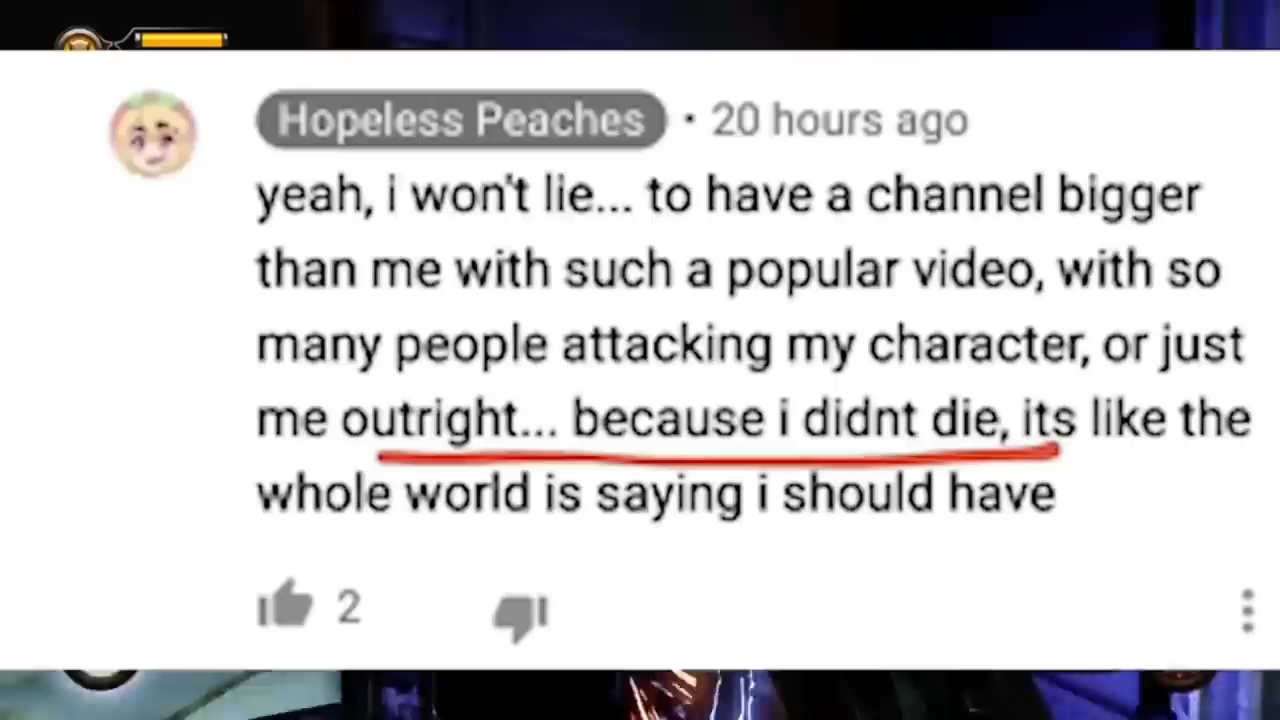 Hopeless Peaches • 20 hours ago
yeah, i won't lie... to have a channel bigger
than me with such a popular video, with so
many people attacking my character, or just
me outright... because i didnt die, its like the
whole world is saying i should have
2